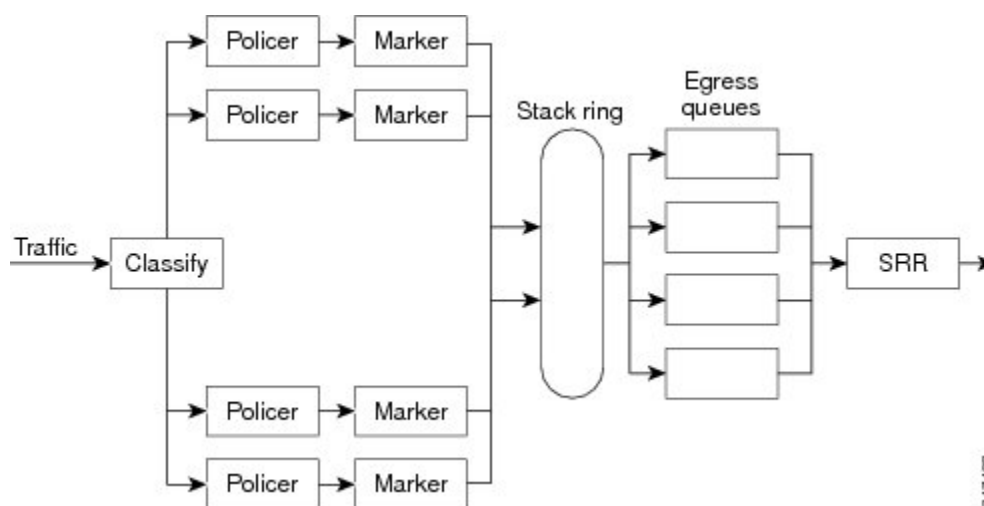 Policer
Marker
Policer
Marker
Stack ring
Egress
queues
Traffic
Classify
SRR
Policer
Marker
Policer
Marker